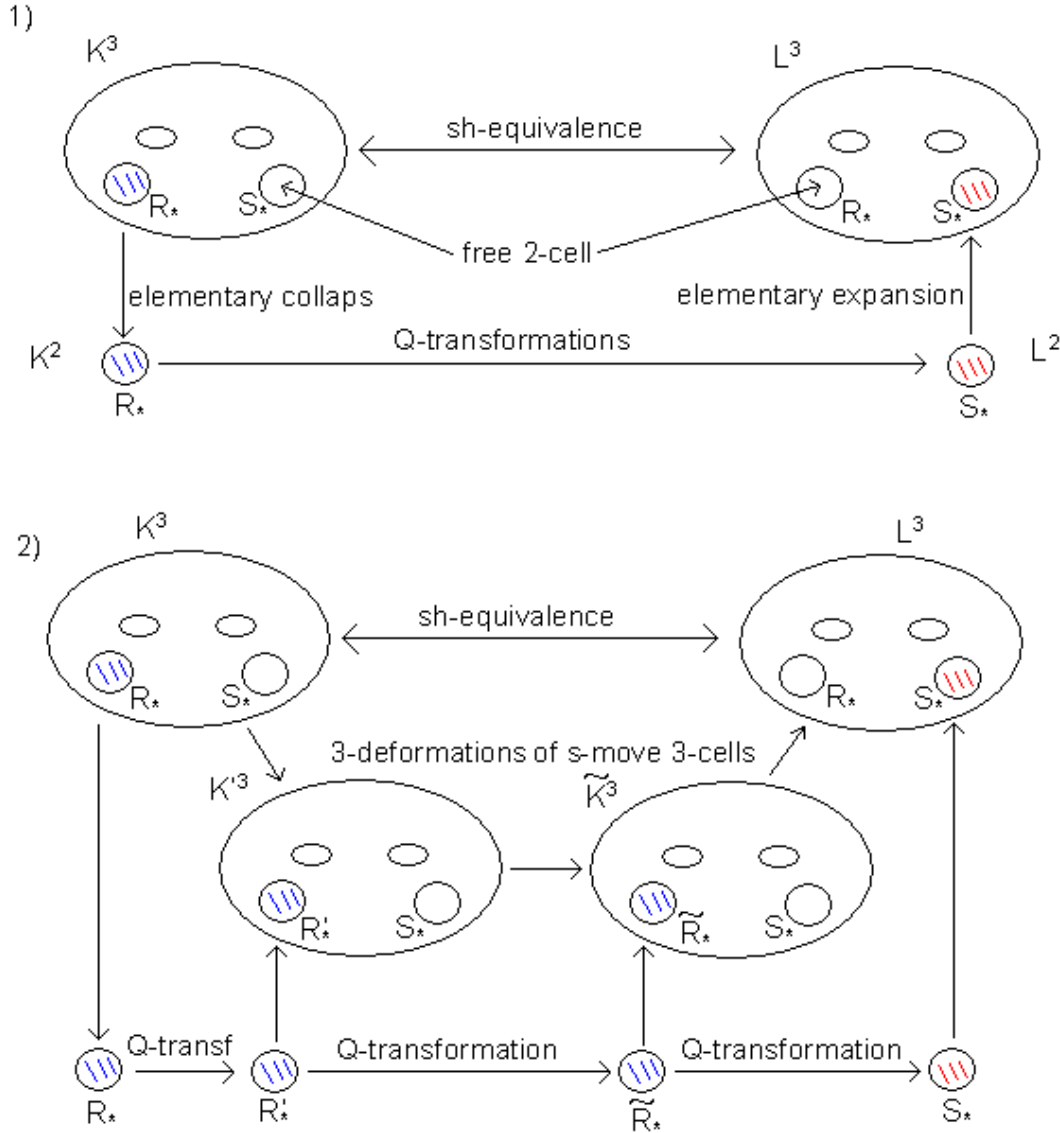 1)
K³ L³
sh-equivalence
R* S* R* S*
free 2-cell
elementary collaps elementary expansion
K² Q-transformations L²
R* S*
2) K³ L³
sh-equivalence
R* S* R* S*
3-deformations of s-move 3-cells
K'³ K̃³
R'* S* R̃* S*
Q-transf Q-transformation Q-transformation
R* R'* R̃* S*